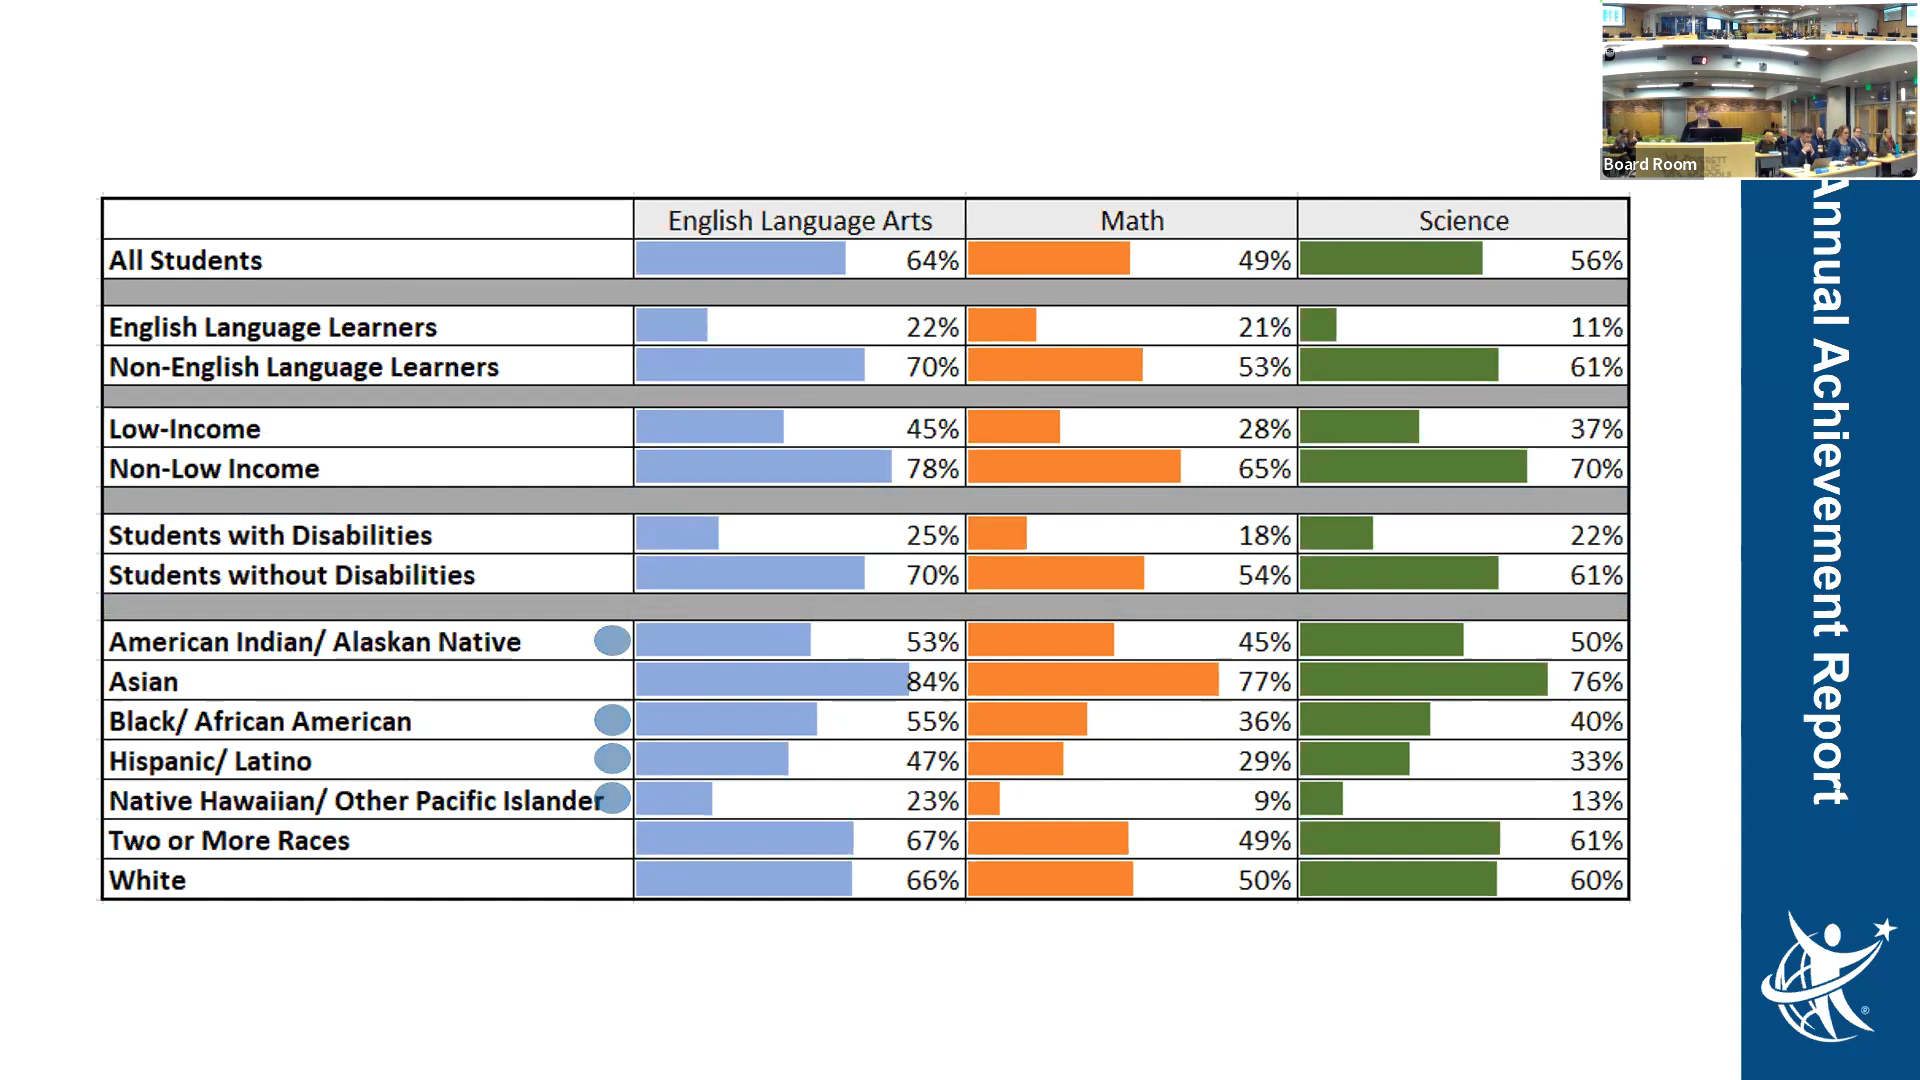 Board Room
English Language Arts Math Science
All Students 64% 49% 56%
English Language Learners 22% 21% 11%
Non-English Language Learners 70% 53% 61%
Low-Income 45% 28% 37%
Non-Low Income 78% 65% 70%
Students with Disabilities 25% 18% 22%
Students without Disabilities 70% 54% 61%
American Indian/ Alaskan Native 53% 45% 50%
Asian 84% 77% 76%
Black/ African American 55% 36% 40%
Hispanic/ Latino 47% 29% 33%
Native Hawaiian/ Other Pacific Islander 23% 9% 13%
Two or More Races 67% 49% 61%
White 66% 50% 60%
Annual Achievement Report
®